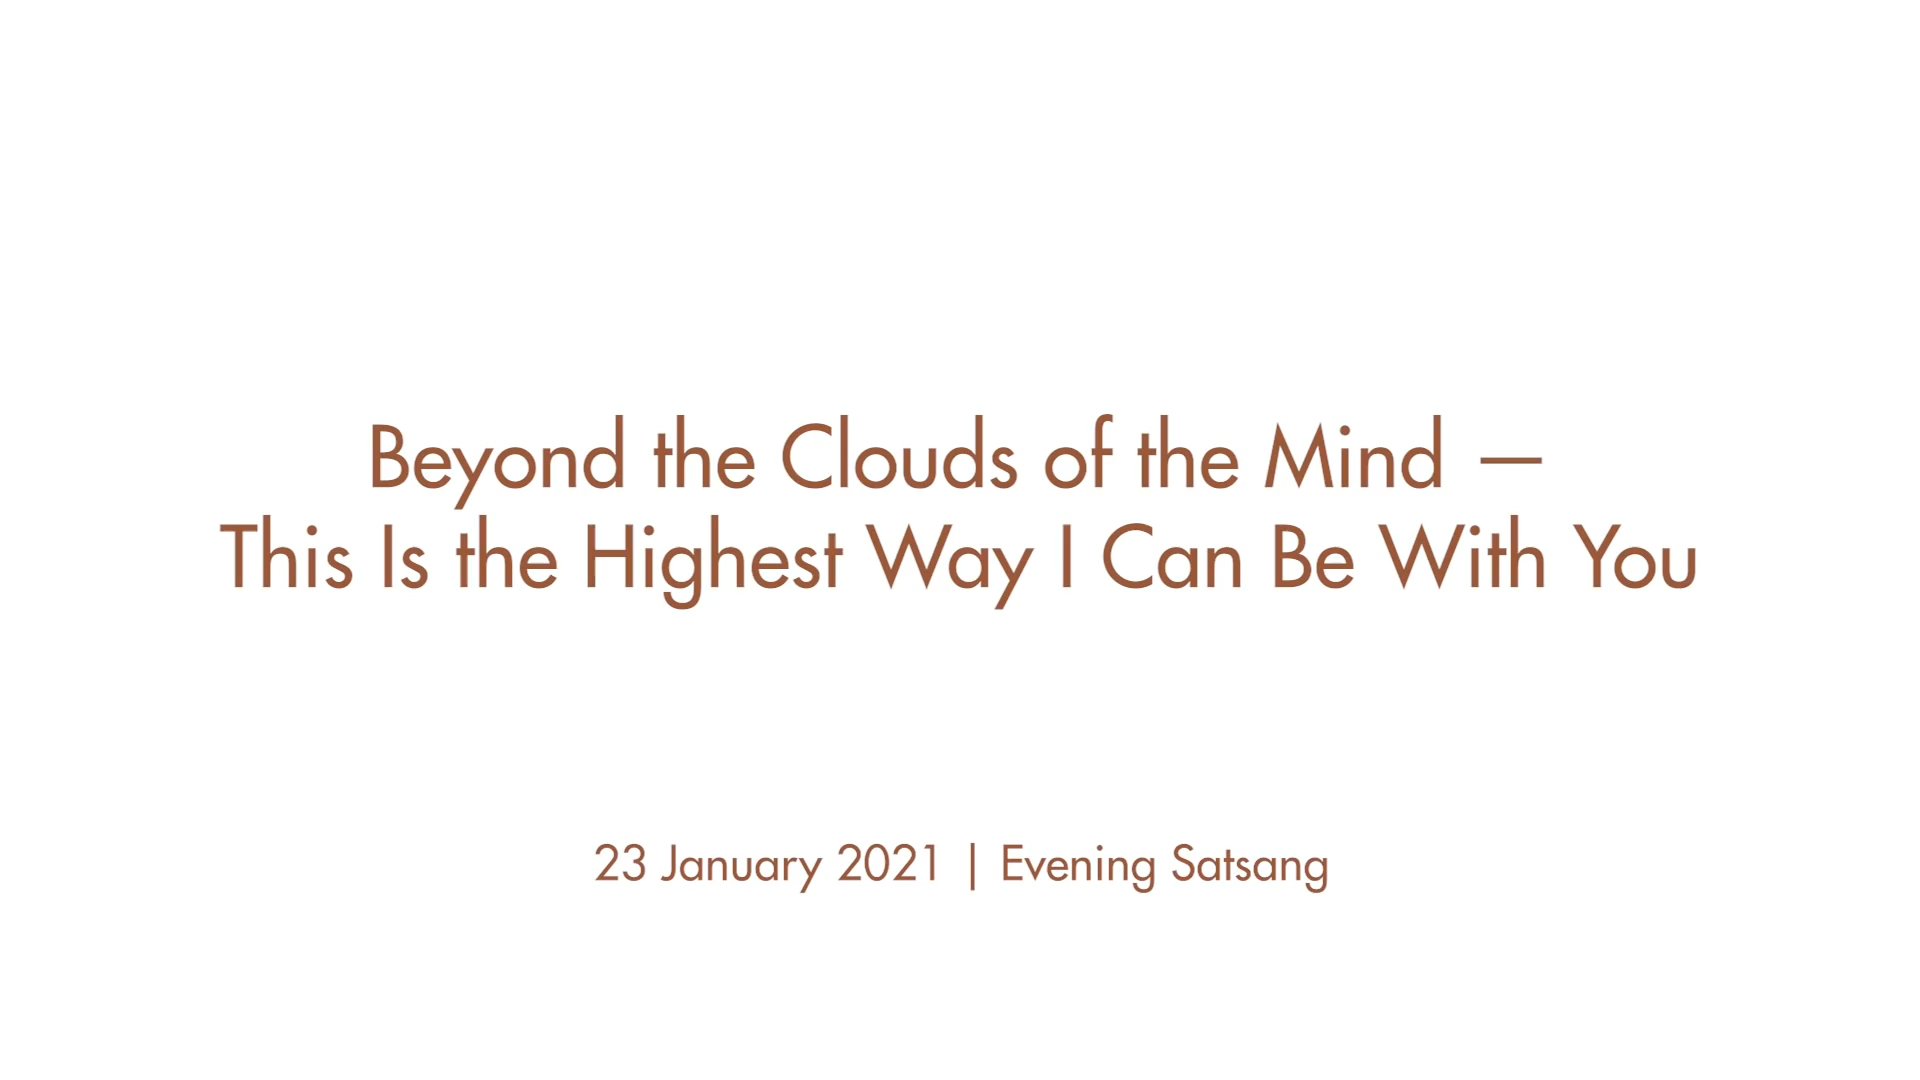 Beyond the Clouds of the Mind —
This Is the Highest Way I Can Be With You
23 January 2021 | Evening Satsang